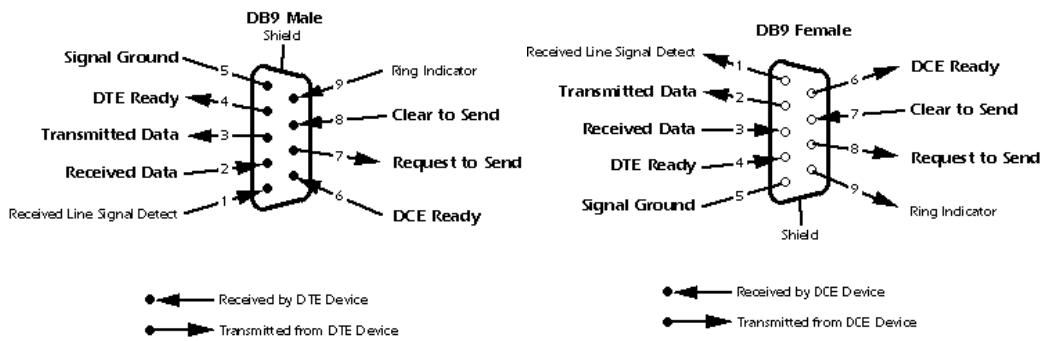 DB9 Male
Shield
Signal Ground
5
9
Ring Indicator
DTE Ready
4
8
Clear to Send
Transmitted Data
3
7
Request to Send
Received Data
2
6
DCE Ready
Received Line Signal Detect
1
Received by DTE Device
Transmitted from DTE Device
DB9 Female
Received Line Signal Detect
1
6
DCE Ready
Transmitted Data
2
7
Clear to Send
Received Data
3
8
Request to Send
DTE Ready
4
9
Ring Indicator
Signal Ground
5
Shield
Received by DCE Device
Transmitted from DCE Device